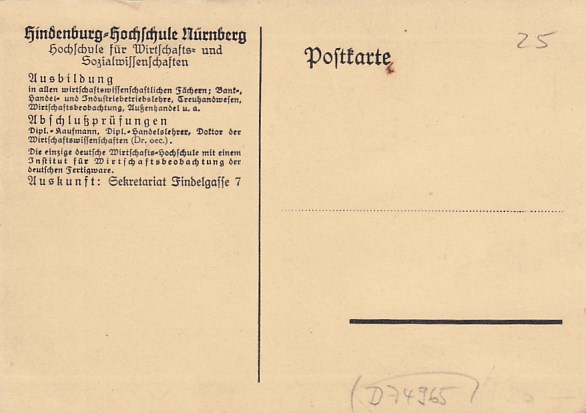 Hindenburg-Hochschule Nürnberg
Hochschule für Wirtschafts- und
Sozialwissenschaften
Ausbildung
in allen wirtschaftswissenschaftlichen Fächern; Bank-,
Handel- und Industriebetriebslehre, Treuhandwesen,
Wirtschaftsbeobachtung, Außenhandel u. a.
Abschlußprüfungen
Dipl.-Kaufmann, Dipl.-Handelslehrer, Doktor der
Wirtschaftswissenschaften (Dr. oec.).
Die einzige deutsche Wirtschafts-Hochschule mit einem
Institut für Wirtschaftsbeobachtung der
deutschen Fertigware.
Auskunft: Sekretariat Findelgasse 7
Postkarte
25
(D74965)